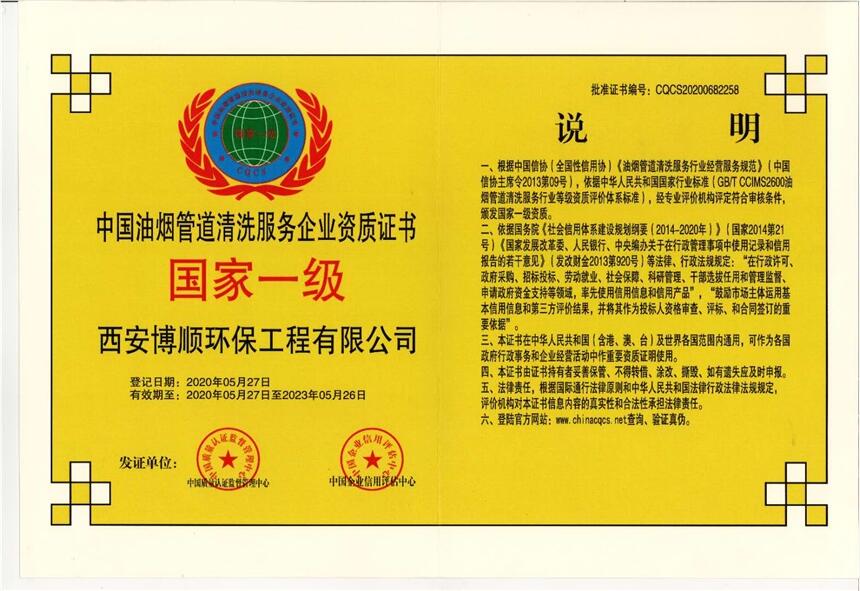 中国油烟管道清洗服务企业资质证书
国家一级
西安博顺环保工程有限公司
登记日期：2020年05月27日
有效期至：2020年05月27日至2023年05月26日
发证单位：
中国质量认证监督管理中心
中国企业信用评估中心
CQCS
批准证书编号：CQCS20200682258
说 明
一、根据中国信协（全国性信用协）《油烟管道清洗服务行业经营服务规范》（中国
信协主席令2013第09号），依据中华人民共和国国家行业标准（GB/T CCIMS2600油
烟管道清洗服务行业等级资质评价体系标准），经专业评价机构评定符合审核条件，
颁发国家一级资质。
二、依据国务院《社会信用体系建设规划纲要（2014-2020年）》（国家2014第21
号）《国家发展改革委、人民银行、中央编办关于在行政管理事项中使用记录和信用
报告的若干意见》（发改财金2013第920号）等法律、行政法规规定：“在行政许可、
政府采购、招标投标、劳动就业、社会保障、科研管理、干部选拔任用和管理监督、
申请政府资金支持等领域，率先使用信用信息和信用产品”，“鼓励市场主体运用基
本信用信息和第三方评价结果，并将其作为投标人资格审查、评标、和合同签订的重
要依据”。
三、本证书在中华人民共和国（含港、澳、台）及世界各国范围内通用，可作为各国
政府行政事务和企业经营活动中作重要资质证明使用。
四、本证书由证书持有者妥善保管、不得转借、涂改、撕毁、如有遗失应及时申报。
五、法律责任，根据国际通行法律原则和中华人民共和国法律行政法律法规规定，
评价机构对本证书信息内容的真实性和合法性承担法律责任。
六、登陆官方网站：www.chinacqcs.net查询、验证真伪。